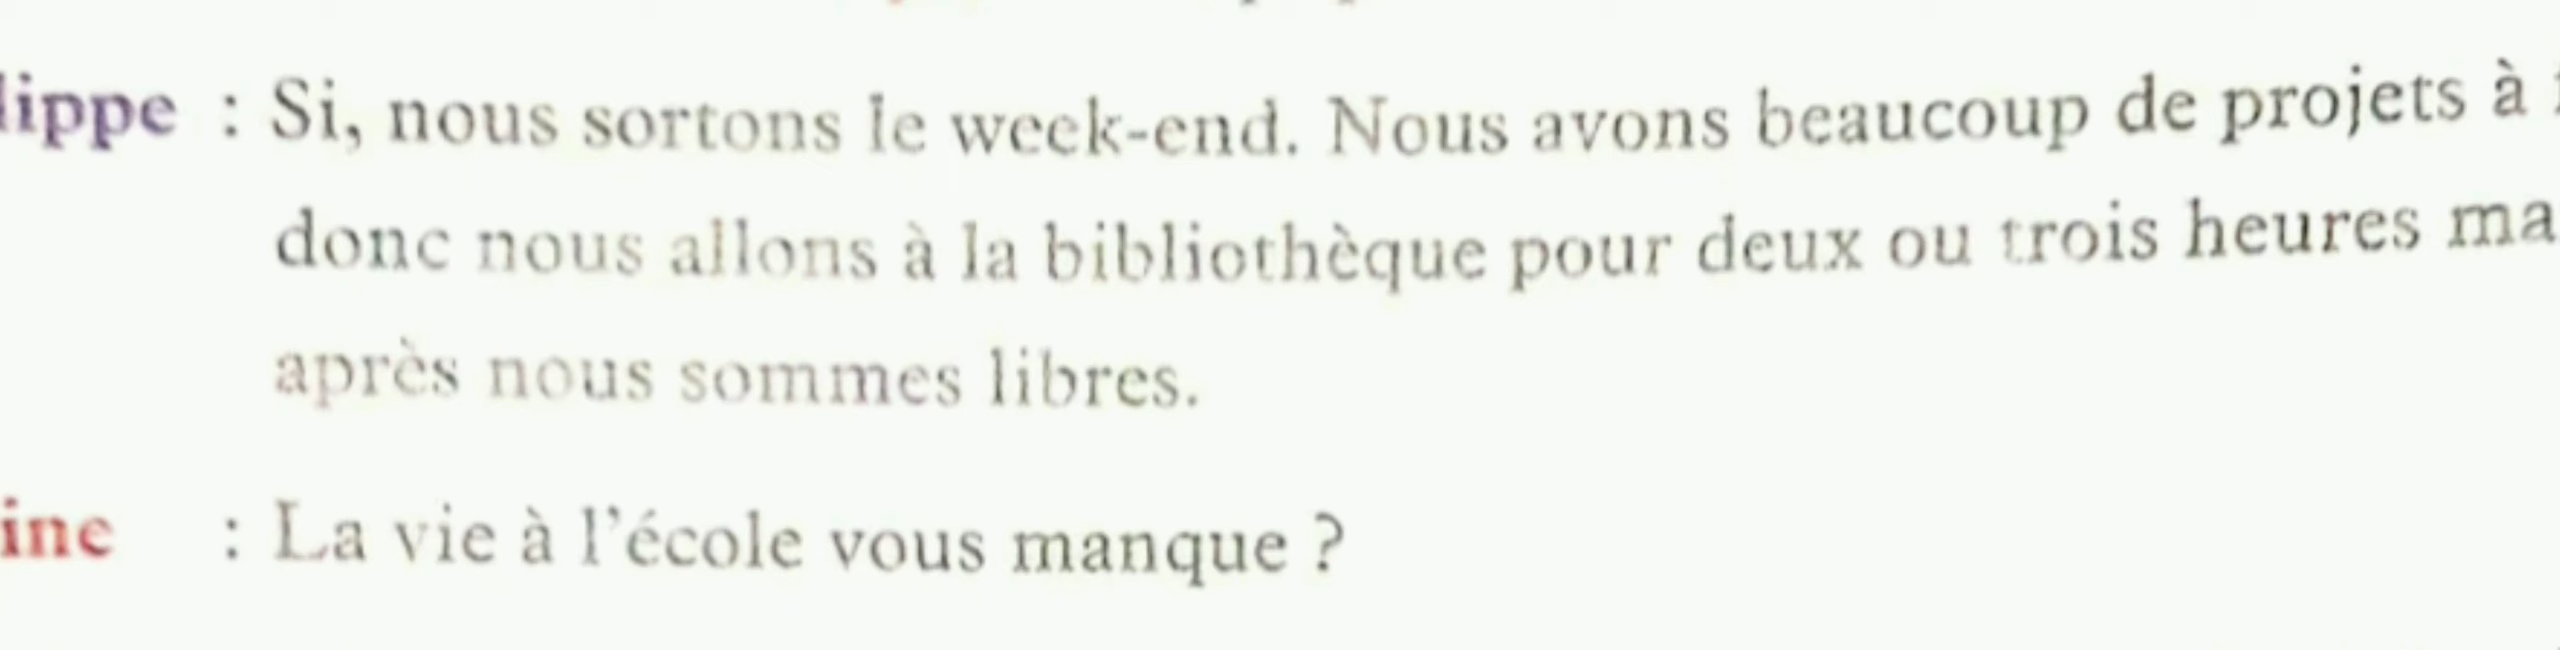 lippe : Si, nous sortons le week-end. Nous avons beaucoup de projets à
donc nous allons à la bibliothèque pour deux ou trois heures ma
après nous sommes libres.
ine : La vie à l'école vous manque ?